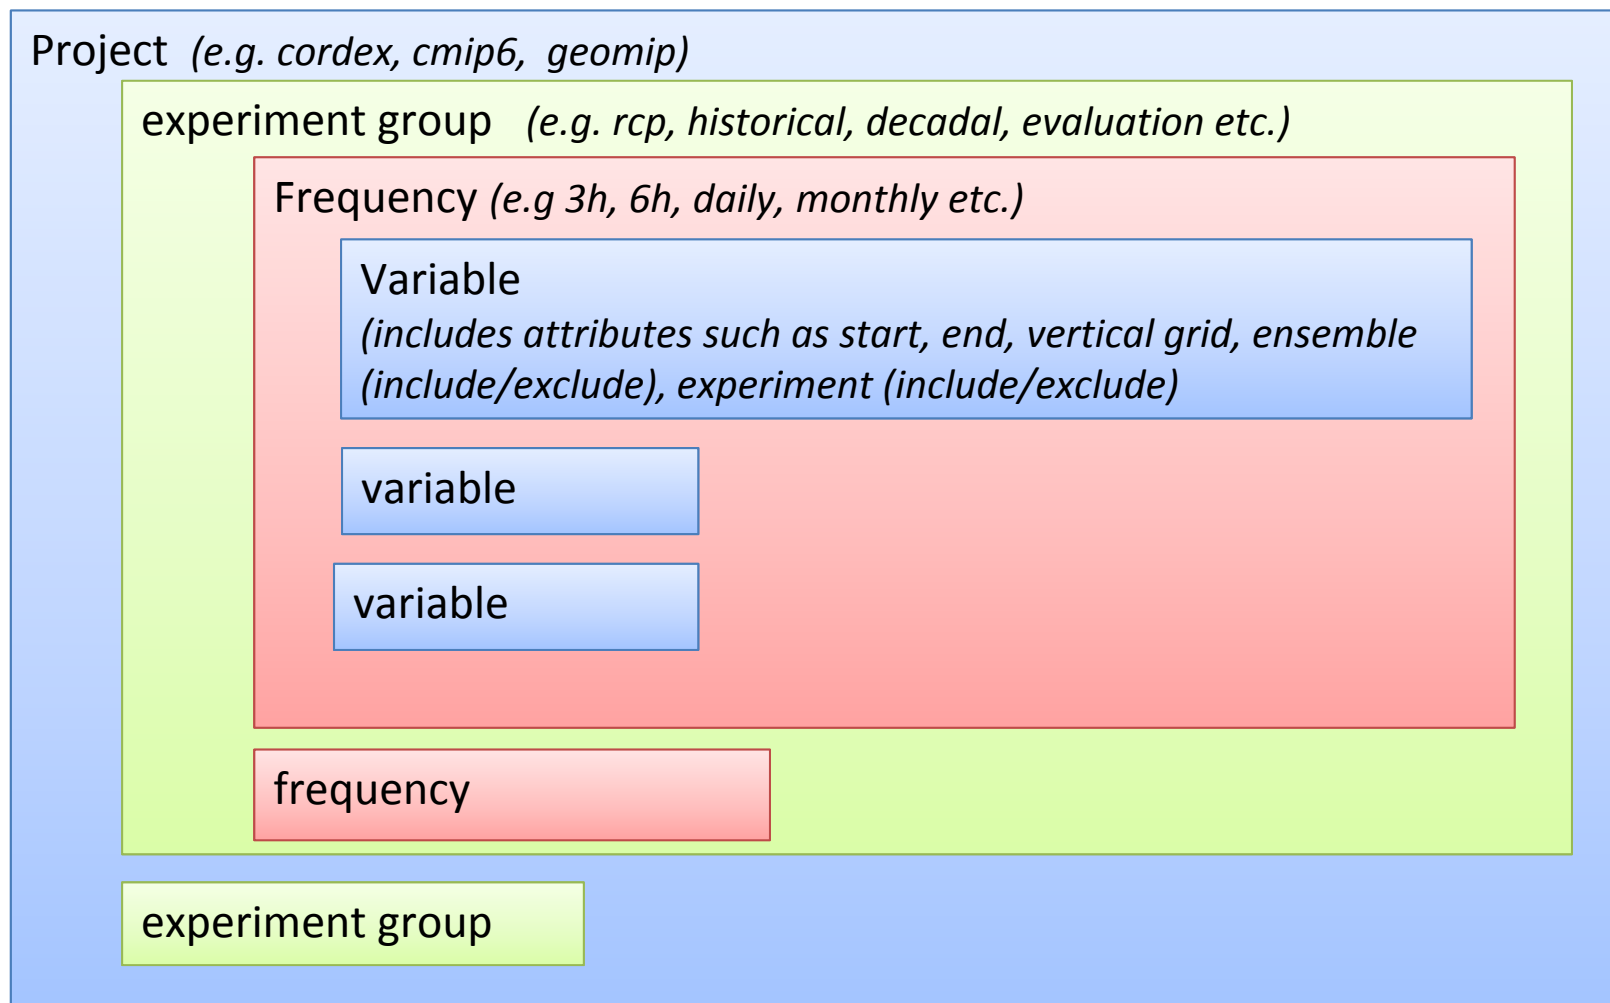 Project (e.g. cordex, cmip6, geomip)
experiment group (e.g. rcp, historical, decadal, evaluation etc.)
Frequency (e.g 3h, 6h, daily, monthly etc.)
Variable
(includes attributes such as start, end, vertical grid, ensemble
(include/exclude), experiment (include/exclude)
variable
variable
frequency
experiment group